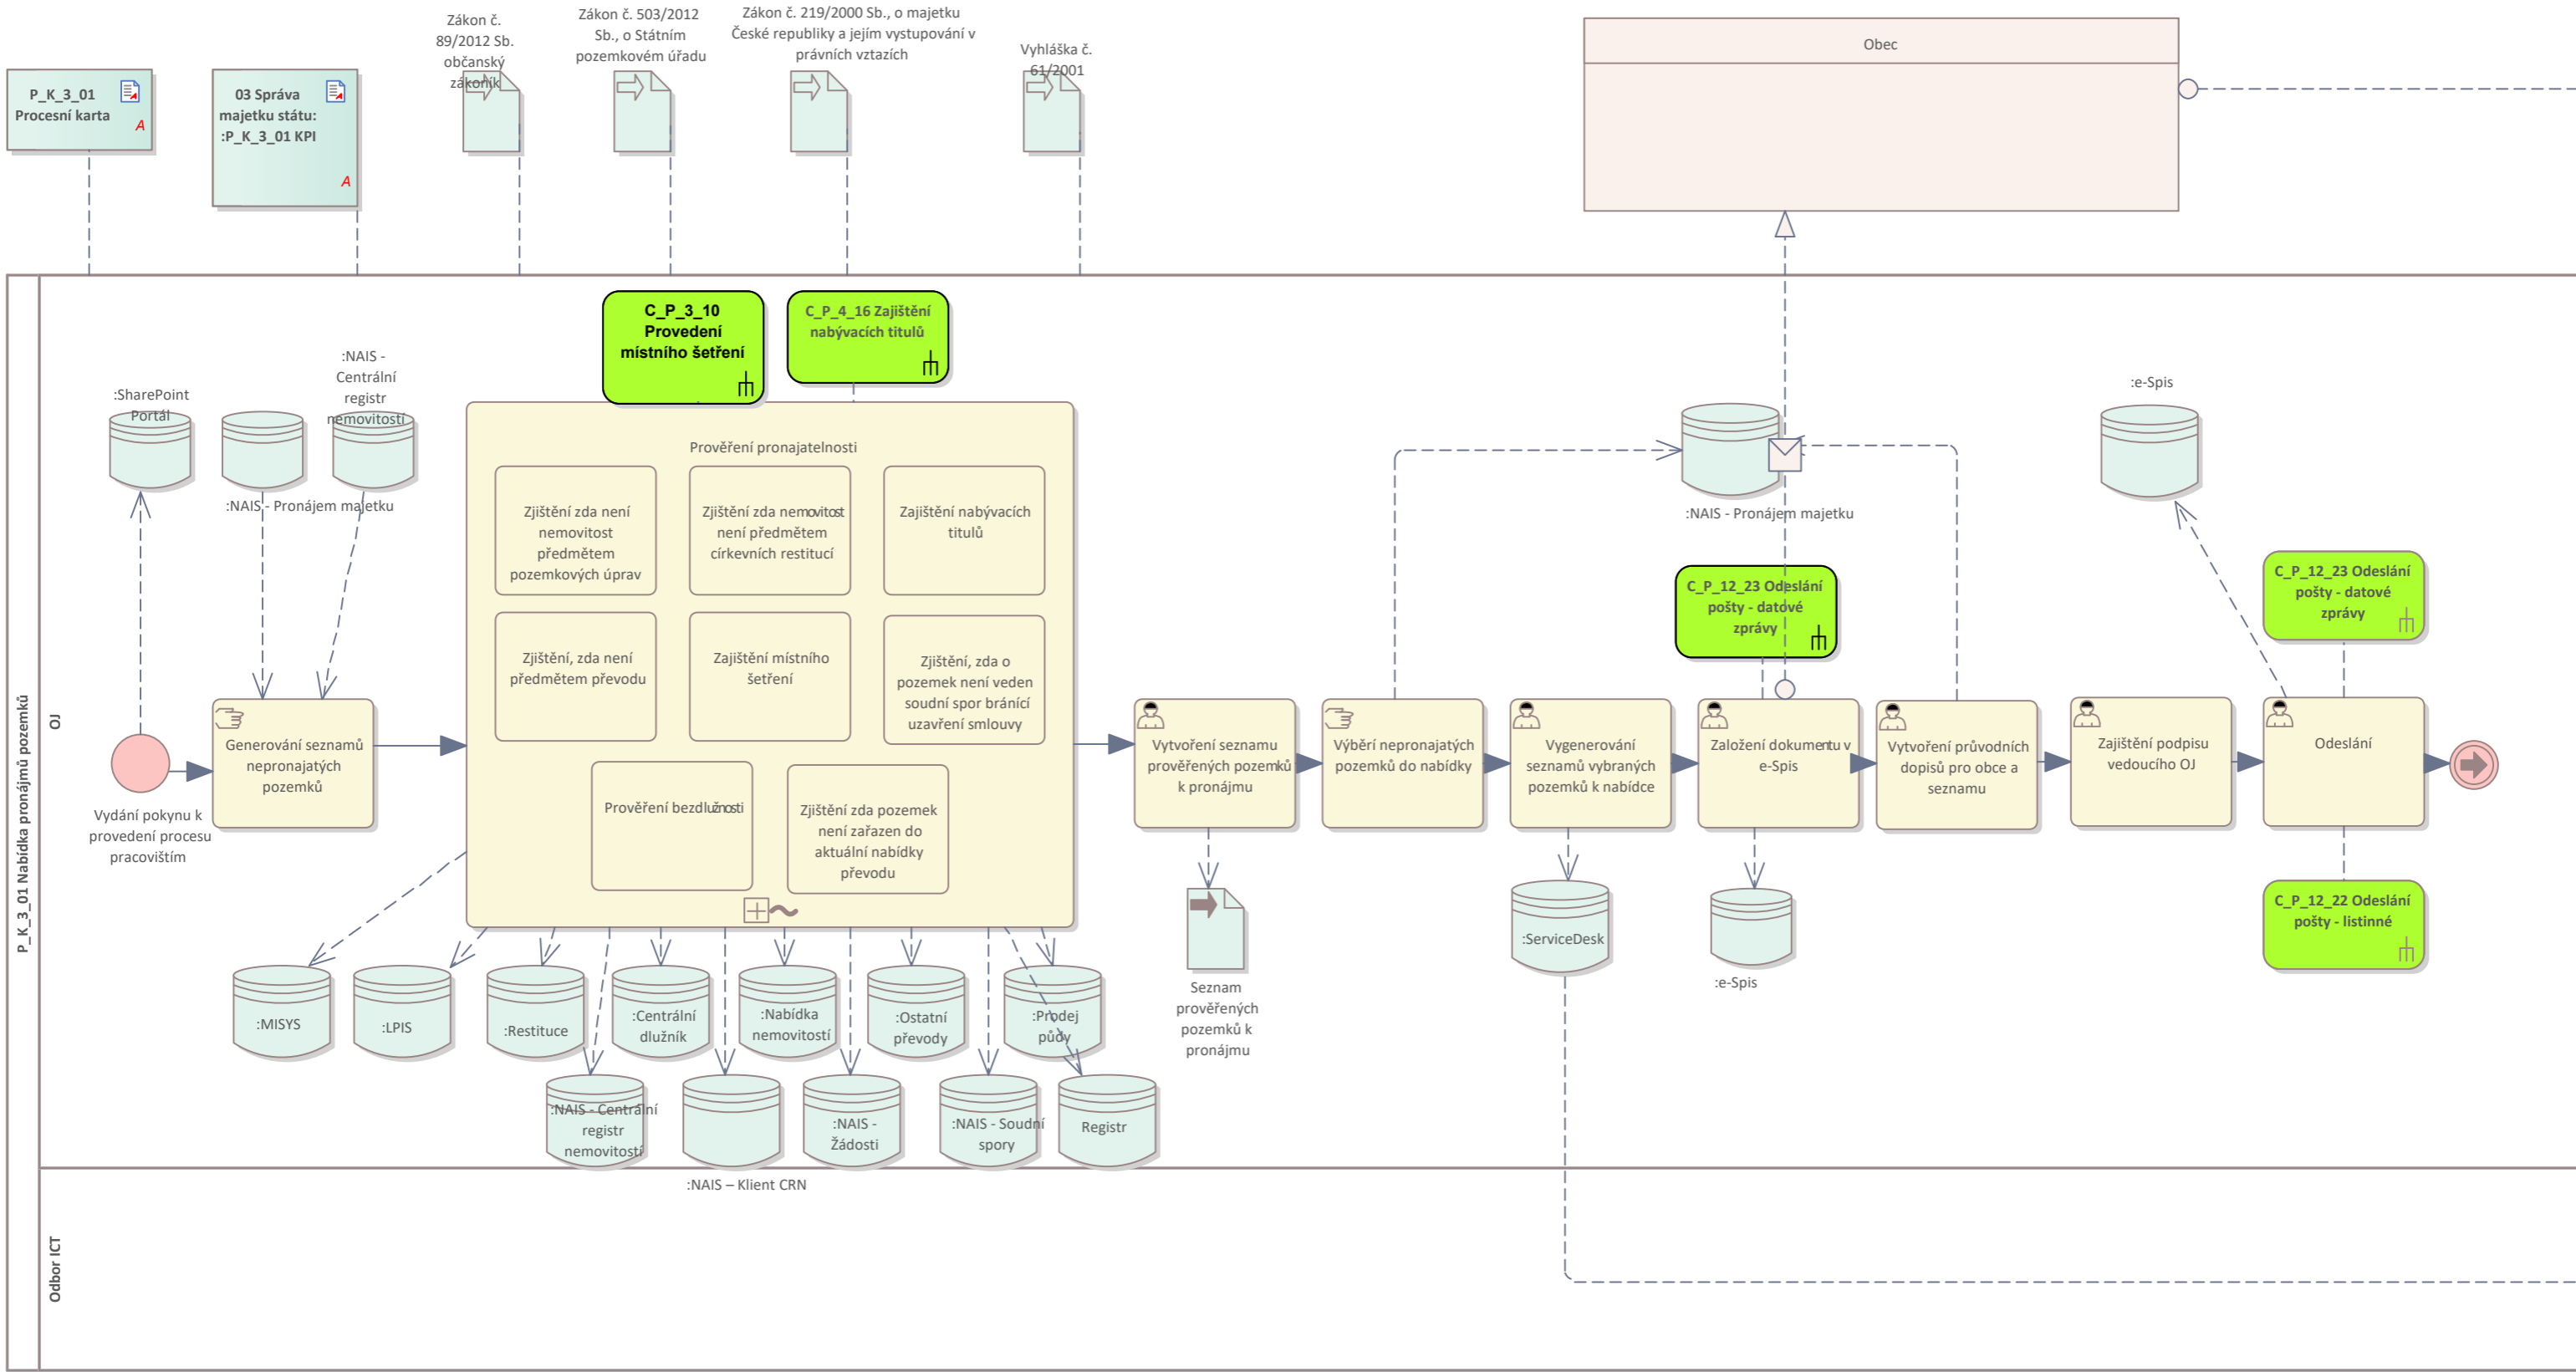 Zákon č.
89/2012 Sb.
občanský
zákoník
Zákon č. 503/2012
Sb., o Státním
pozemkovém úřadu
Zákon č. 219/2000 Sb., o majetku
České republiky a jejím vystupování v
právních vztazích
Vyhláška č.
61/2001
Obec
P_K_3_01
Procesní karta
A
03 Správa
majetku státu:
:P_K_3_01 KPI
A
P_K_3_01 Nabídka pronájmů pozemků
OJ
C_P_3_10
Provedení
místního šetření
C_P_4_16 Zajištění
nabývacích titulů
:SharePoint
Portál
:NAIS -
Centrální
registr
nemovitostí
:NAIS - Pronájem majetku
Vydání pokynu k
provedení procesu
pracovištím
Generování seznamů
nepronajatých
pozemků
Prověření pronajatelnosti
Zjištění zda není
nemovitost
předmětem
pozemkových úprav
Zjištění zda nemovitost
není předmětem
církevních restitucí
Zajištění nabývacích
titulů
Zjištění, zda není
předmětem převodu
Zajištění místního
šetření
Zjištění, zda o
pozemek není veden
soudní spor bránící
uzavření smlouvy
Prověření bezdlužnosti
Zjištění zda pozemek
není zařazen do
aktuální nabídky
převodu
:MISYS
:LPIS
:Restituce
:Centrální
dlužník
:Nabídka
nemovitostí
:Ostatní
převody
:Prodej
půdy
:NAIS - Centrální
registr
nemovitostí
:NAIS – Klient CRN
:NAIS -
Žádosti
:NAIS - Soudní
spory
Registr
Vytvoření seznamu
prověřených pozemků
k pronájmu
Seznam
prověřených
pozemků k
pronájmu
Výběrí nepronajatých
pozemků do nabídky
:NAIS - Pronájem majetku
Vygenerování
seznamů vybraných
pozemků k nabídce
:ServiceDesk
C_P_12_23 Odeslání
pošty - datové
zprávy
Založení dokumentu v
e-Spis
:e-Spis
Vytvoření průvodních
dopisů pro obce a
seznamu
Zajištění podpisu
vedoucího OJ
:e-Spis
C_P_12_23 Odeslání
pošty - datové
zprávy
Odeslání
C_P_12_22 Odeslání
pošty - listinné
Odbor ICT